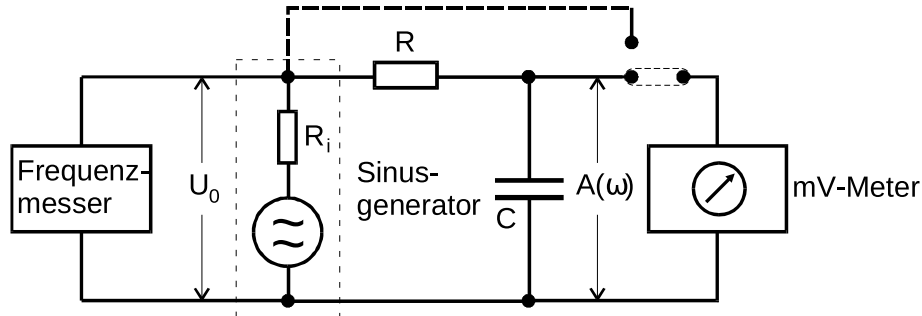 R
Frequenz-
messer
U₀
Rᵢ
Sinus-
generator
C
A(ω)
mV-Meter